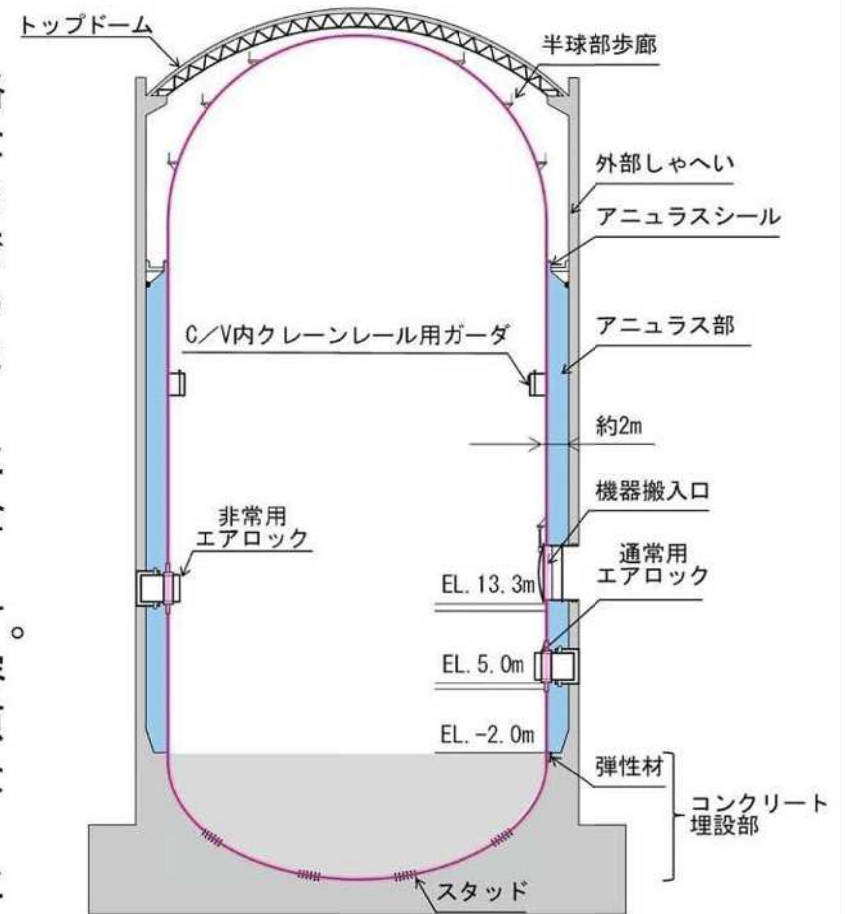 トップドーム
半球部歩廊
外部しゃへい
アニュラスシール
C/V内クレーンレール用ガーダ
アニュラス部
約2m
機器搬入口
非常用
エアロック
通常用
エアロック
EL.13.3m
EL.5.0m
EL.-2.0m
弾性材
コンクリート
埋設部
スタッド